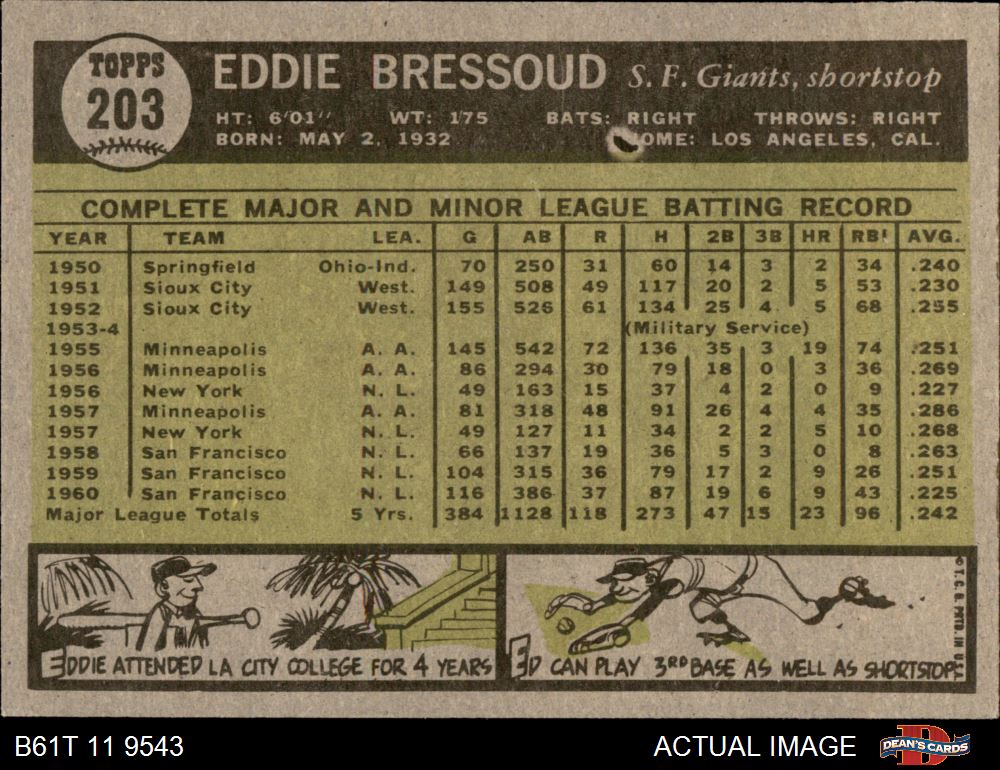 TOPPS
203
EDDIE BRESSOUD S. F. Giants, shortstop
HT: 6'01" WT: 175 BATS: RIGHT THROWS: RIGHT
BORN: MAY 2, 1932 OME: LOS ANGELES, CAL.
COMPLETE MAJOR AND MINOR LEAGUE BATTING RECORD
YEAR TEAM LEA. G AB R H 2B 3B HR RBI AVG.
1950 Springfield Ohio-Ind. 70 250 31 60 14 3 2 34 .240
1951 Sioux City West. 149 508 49 117 20 2 5 53 .230
1952 Sioux City West. 155 526 61 134 25 4 5 68 .255
1953-4 (Military Service)
1955 Minneapolis A. A. 145 542 72 136 35 3 19 74 .251
1956 Minneapolis A. A. 86 294 30 79 18 0 3 36 .269
1956 New York N. L. 49 163 15 37 4 2 0 9 .227
1957 Minneapolis A. A. 81 318 48 91 26 4 4 35 .286
1957 New York N. L. 49 127 11 34 2 2 5 10 .268
1958 San Francisco N. L. 66 137 19 36 5 3 0 8 .263
1959 San Francisco N. L. 104 315 36 79 17 2 9 26 .251
1960 San Francisco N. L. 116 386 37 87 19 6 9 43 .225
Major League Totals 5 Yrs. 384 1128 118 273 47 15 23 96 .242
EDDIE ATTENDED LA CITY COLLEGE FOR 4 YEARS
ED CAN PLAY 3RD BASE AS WELL AS SHORTSTOP!
© T. C. G. PRTD. IN U.S.
B61T 11 9543
ACTUAL IMAGE
DEAN'S CARDS